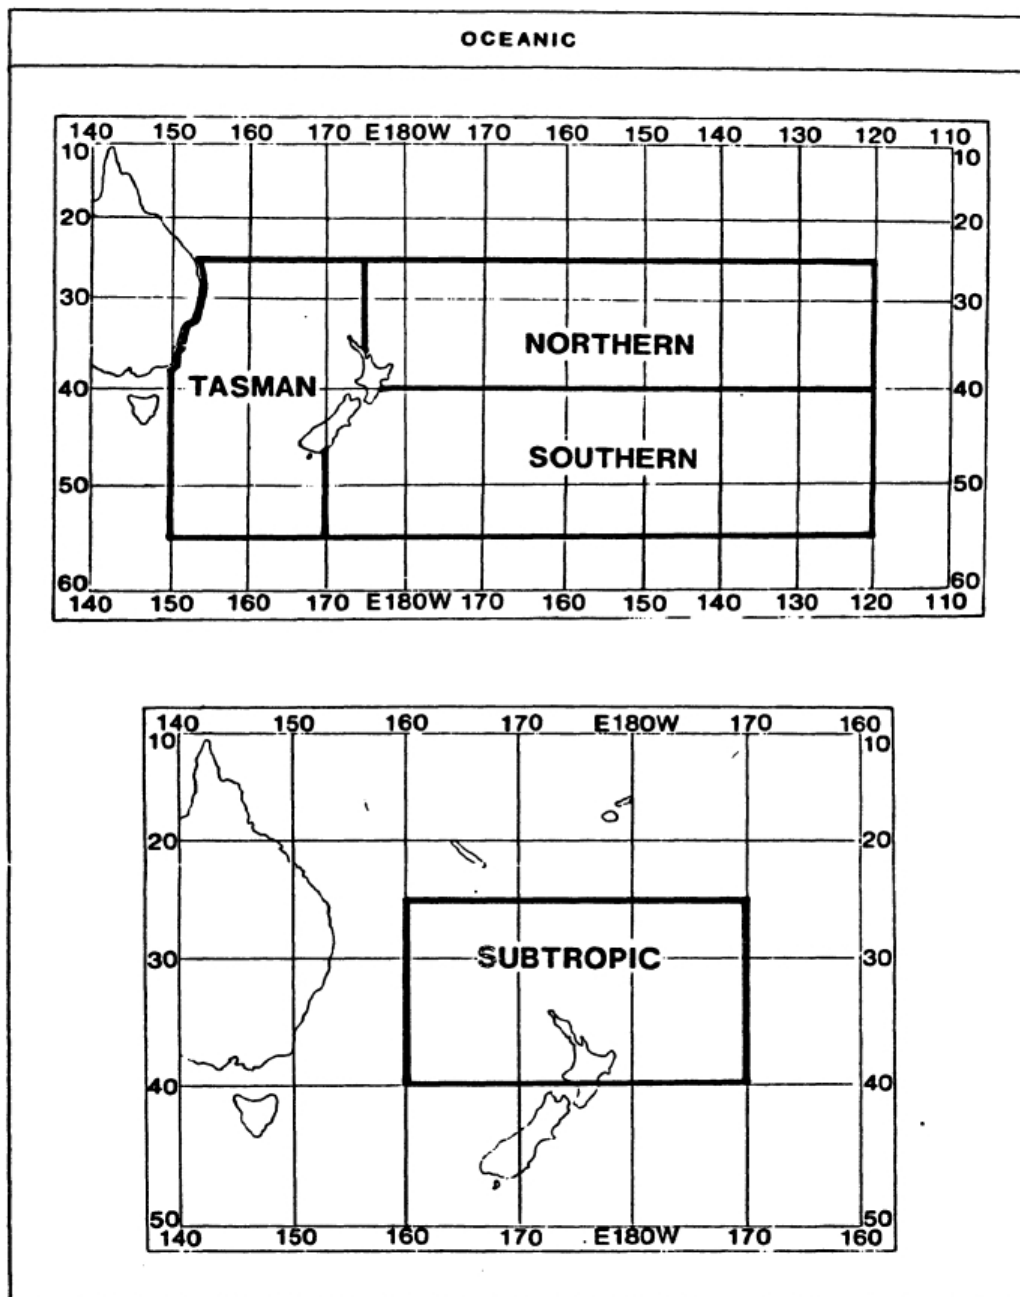 OCEANIC
140 150 160 170 E180W 170 160 150 140 130 120 110
10 10
20 20
30 30
NORTHERN
TASMAN
40 40
SOUTHERN
50 50
60 60
140 150 160 170 E180W 170 160 150 140 130 120 110
140 150 160 170 E180W 170 160
10 10
20 20
SUBTROPIC
30 30
40 40
50 50
140 150 160 170 E180W 170 160